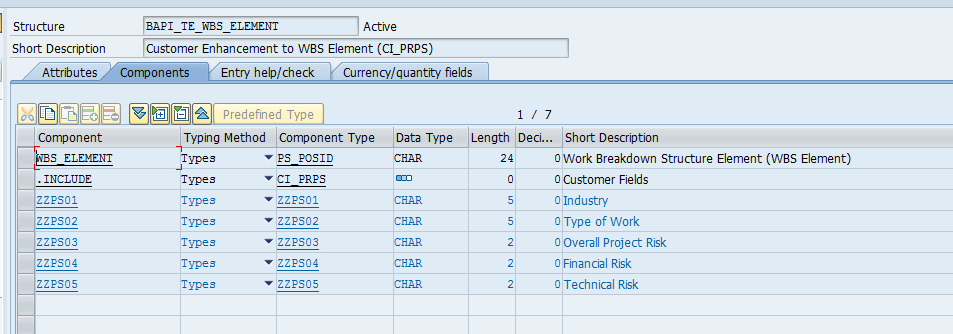 Structure BAPI_TE_WBS_ELEMENT Active
Short Description Customer Enhancement to WBS Element (CI_PRPS)
Attributes Components Entry help/check Currency/quantity fields
Predefined Type 1 / 7
Component Typing Method Component Type Data Type Length Deci... Short Description
WBS_ELEMENT Types PS_POSID CHAR 24 0 Work Breakdown Structure Element (WBS Element)
.INCLUDE Types CI_PRPS 0 0 Customer Fields
ZZPS01 Types ZZPS01 CHAR 5 0 Industry
ZZPS02 Types ZZPS02 CHAR 5 0 Type of Work
ZZPS03 Types ZZPS03 CHAR 2 0 Overall Project Risk
ZZPS04 Types ZZPS04 CHAR 2 0 Financial Risk
ZZPS05 Types ZZPS05 CHAR 2 0 Technical Risk